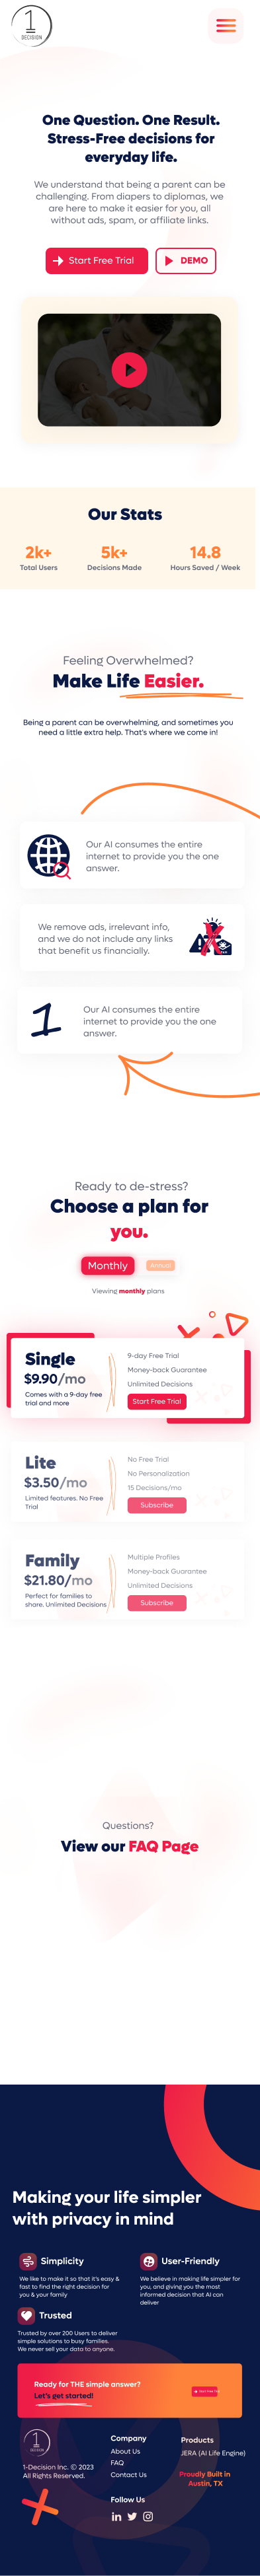 1
DECISION
One Question. One Result.
Stress-Free decisions for
everyday life.
We understand that being a parent can be
challenging. From diapers to diplomas, we
are here to make it easier for you, all
without ads, spam, or affiliate links.
Start Free Trial
DEMO
Our Stats
2k+
5k+
14.8
Total Users
Decisions Made
Hours Saved / Week
Feeling Overwhelmed?
Make Life Easier.
Being a parent can be overwhelming, and sometimes you
need a little extra help. That's where we come in!
Our AI consumes the entire
internet to provide you the one
answer.
We remove ads, irrelevant info,
and we do not include any links
that benefit us financially.
1
Our AI consumes the entire
internet to provide you the one
answer.
Ready to de-stress?
Choose a plan for
you.
Monthly
Annual
Viewing monthly plans
Single
$9.90/mo
Comes with a 9-day free
trial and more
9-day Free Trial
Money-back Guarantee
Unlimited Decisions
Start Free Trial
Lite
$3.50/mo
Limited features. No Free
Trial
No Free Trial
No Personalization
15 Decisions/mo
Subscribe
Family
$21.80/mo
Perfect for families to
share. Unlimited Decisions
Multiple Profiles
Money-back Guarantee
Unlimited Decisions
Subscribe
Questions?
View our FAQ Page
Making your life simpler
with privacy in mind
Simplicity
We like to make it so that it's easy &
fast to find the right decision for
you & your family
User-Friendly
We believe in making life simpler for
you, and giving you the most
informed decision that AI can
deliver
Trusted
Trusted by over 200 Users to deliver
simple solutions to busy families.
We never sell your data to anyone.
Ready for THE simple answer?
Let's get started!
Start Free Trial
1
DECISION
1-Decision Inc. © 2023
All Rights Reserved.
Company
About Us
FAQ
Contact Us
Follow Us
Products
JERA (AI Life Engine)
Proudly Built in
Austin, TX